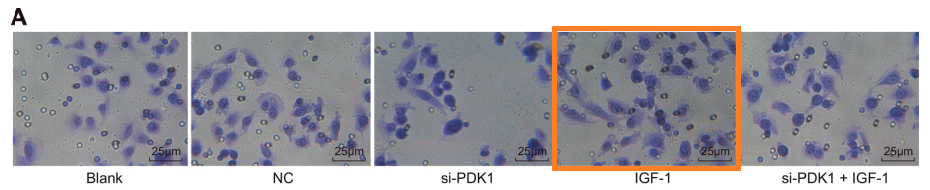 A
25μm 25μm 25μm 25μm 25μm
Blank NC si-PDK1 IGF-1 si-PDK1 + IGF-1